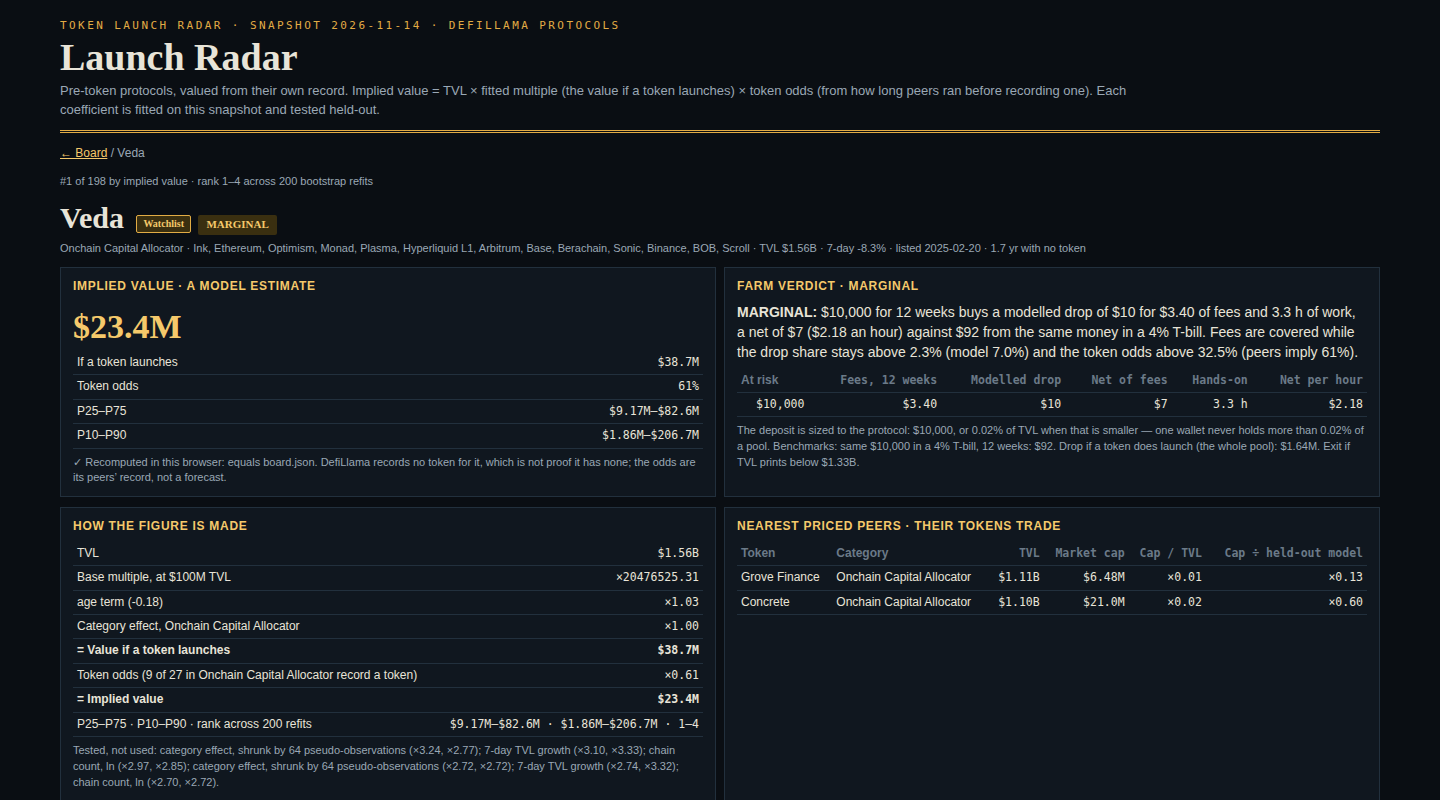 TOKEN LAUNCH RADAR · SNAPSHOT 2026-11-14 · DEFILLAMA PROTOCOLS
Launch Radar
Pre-token protocols, valued from their own record. Implied value = TVL × fitted multiple (the value if a token launches) × token odds (from how long peers ran before recording one). Each
coefficient is fitted on this snapshot and tested held-out.
← Board / Veda
#1 of 198 by implied value · rank 1–4 across 200 bootstrap refits
Veda Watchlist MARGINAL
Onchain Capital Allocator · Ink, Ethereum, Optimism, Monad, Plasma, Hyperliquid L1, Arbitrum, Base, Berachain, Sonic, Binance, BOB, Scroll · TVL $1.56B · 7-day -8.3% · listed 2025-02-20 · 1.7 yr with no token
IMPLIED VALUE · A MODEL ESTIMATE
$23.4M
If a token launches $38.7M
Token odds 61%
P25–P75 $9.17M–$82.6M
P10–P90 $1.86M–$206.7M
✓ Recomputed in this browser: equals board.json. DefiLlama records no token for it, which is not proof it has none; the odds are
its peers' record, not a forecast.
FARM VERDICT · MARGINAL
MARGINAL: $10,000 for 12 weeks buys a modelled drop of $10 for $3.40 of fees and 3.3 h of work,
a net of $7 ($2.18 an hour) against $92 from the same money in a 4% T-bill. Fees are covered while
the drop share stays above 2.3% (model 7.0%) and the token odds above 32.5% (peers imply 61%).
At risk Fees, 12 weeks Modelled drop Net of fees Hands-on Net per hour
$10,000 $3.40 $10 $7 3.3 h $2.18
The deposit is sized to the protocol: $10,000, or 0.02% of TVL when that is smaller — one wallet never holds more than 0.02% of
a pool. Benchmarks: same $10,000 in a 4% T-bill, 12 weeks: $92. Drop if a token does launch (the whole pool): $1.64M. Exit if
TVL prints below $1.33B.
HOW THE FIGURE IS MADE
TVL $1.56B
Base multiple, at $100M TVL ×20476525.31
age term (-0.18) ×1.03
Category effect, Onchain Capital Allocator ×1.00
= Value if a token launches $38.7M
Token odds (9 of 27 in Onchain Capital Allocator record a token) ×0.61
= Implied value $23.4M
P25–P75 · P10–P90 · rank across 200 refits $9.17M–$82.6M · $1.86M–$206.7M · 1–4
Tested, not used: category effect, shrunk by 64 pseudo-observations (×3.24, ×2.77); 7-day TVL growth (×3.10, ×3.33); chain
count, ln (×2.97, ×2.85); category effect, shrunk by 64 pseudo-observations (×2.72, ×2.72); 7-day TVL growth (×2.74, ×3.32);
chain count, ln (×2.70, ×2.72).
NEAREST PRICED PEERS · THEIR TOKENS TRADE
Token Category TVL Market cap Cap / TVL Cap ÷ held-out model
Grove Finance Onchain Capital Allocator $1.11B $6.48M ×0.01 ×0.13
Concrete Onchain Capital Allocator $1.10B $21.0M ×0.02 ×0.60